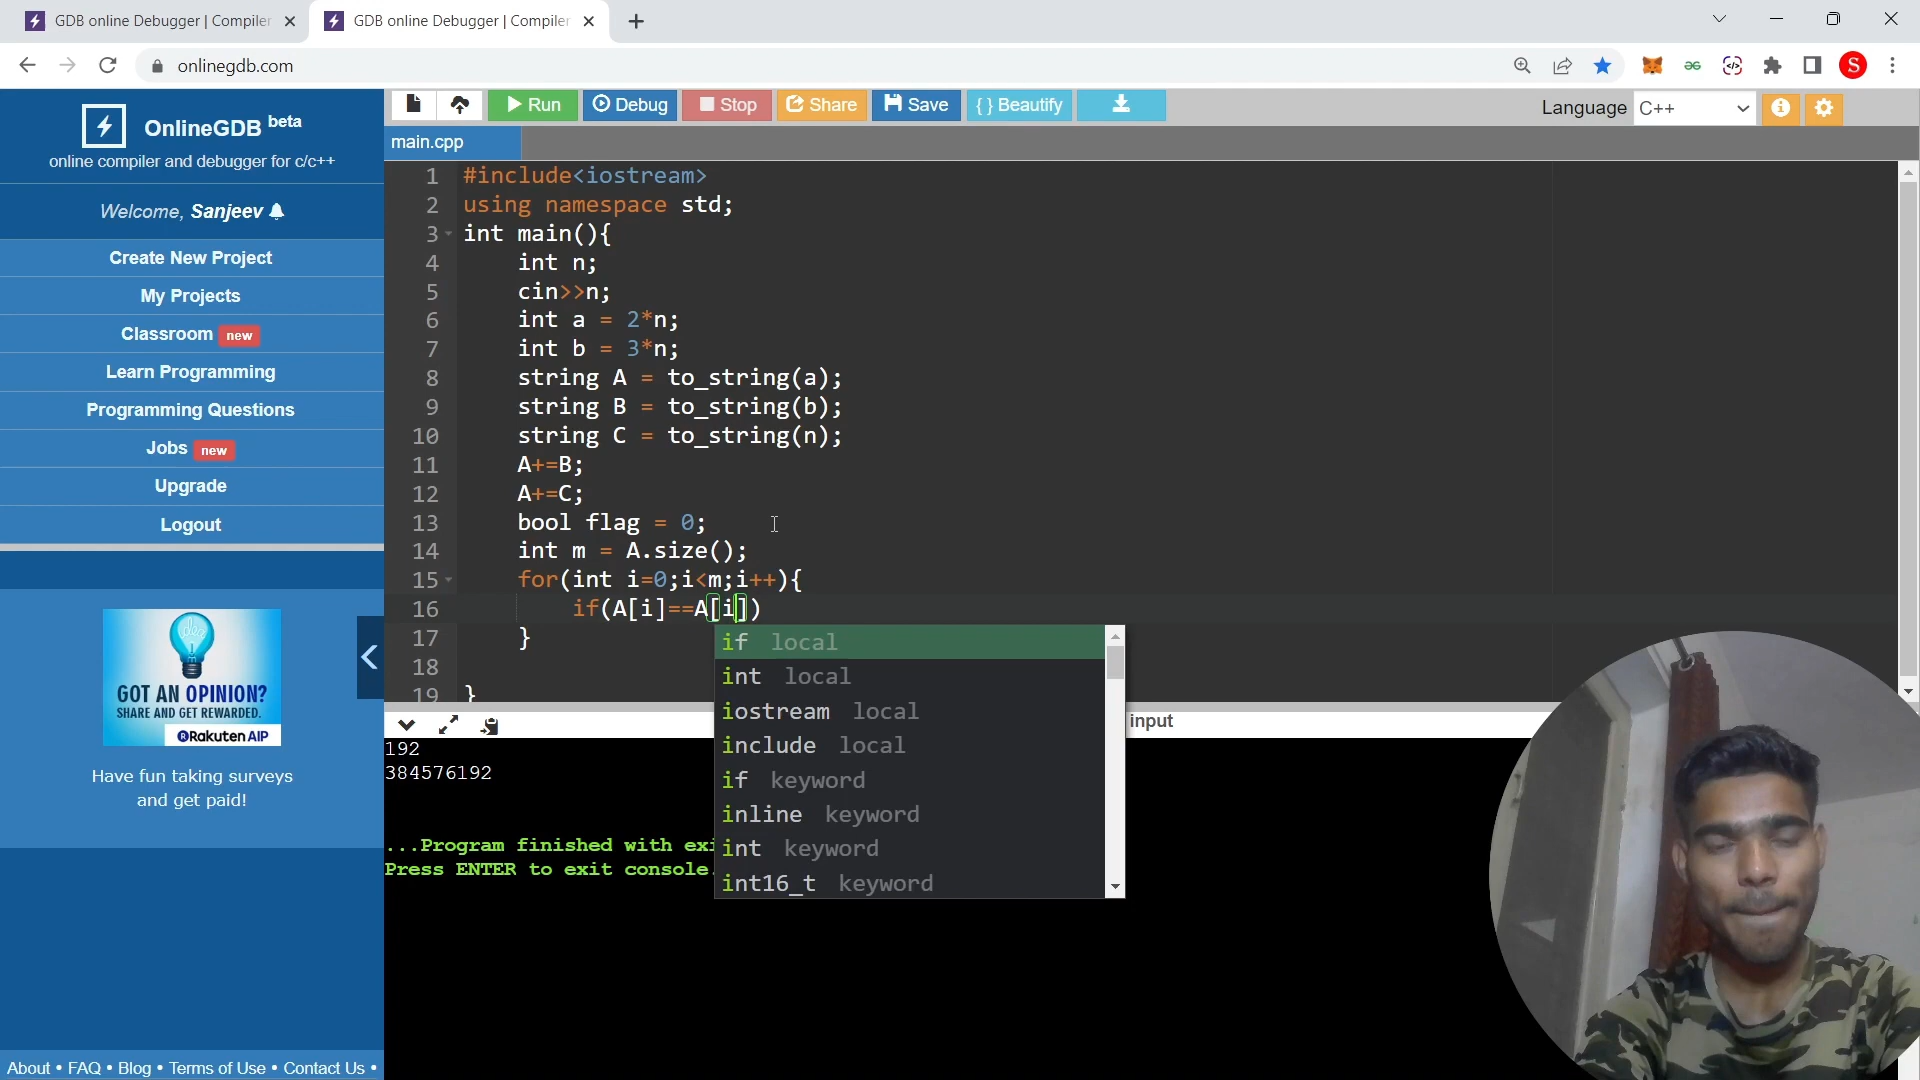 GDB online Debugger | Compiler
GDB online Debugger | Compiler
onlinegdb.com
S
OnlineGDB beta
online compiler and debugger for c/c++
Welcome, Sanjeev
Create New Project
My Projects
Classroom new
Learn Programming
Programming Questions
Jobs new
Upgrade
Logout
idea
GOT AN OPINION?
SHARE AND GET REWARDED.
Rakuten AIP
Have fun taking surveys
and get paid!
About • FAQ • Blog • Terms of Use • Contact Us •
Run
Debug
Stop
Share
Save
{ } Beautify
Language C++
main.cpp
1 #include<iostream>
2 using namespace std;
3 int main(){
4 int n;
5 cin>>n;
6 int a = 2*n;
7 int b = 3*n;
8 string A = to_string(a);
9 string B = to_string(b);
10 string C = to_string(n);
11 A+=B;
12 A+=C;
13 bool flag = 0;
14 int m = A.size();
15 for(int i=0;i<m;i++){
16 if(A[i]==A[i])
17 }
18
19 }
if local
int local
iostream local
include local
if keyword
inline keyword
int keyword
int16_t keyword
input
192
384576192
...Program finished with exi
Press ENTER to exit console.